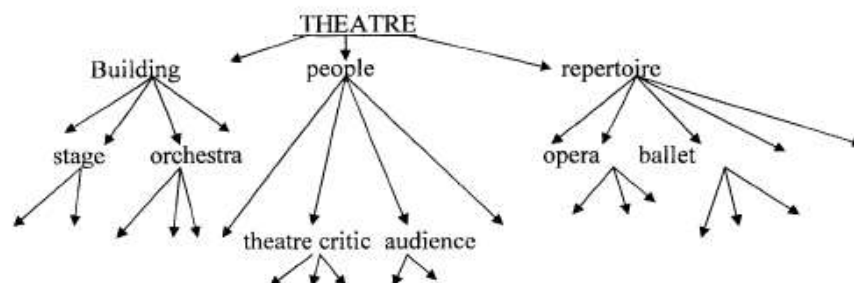 THEATRE
Building people repertoire
stage orchestra opera ballet
theatre critic audience